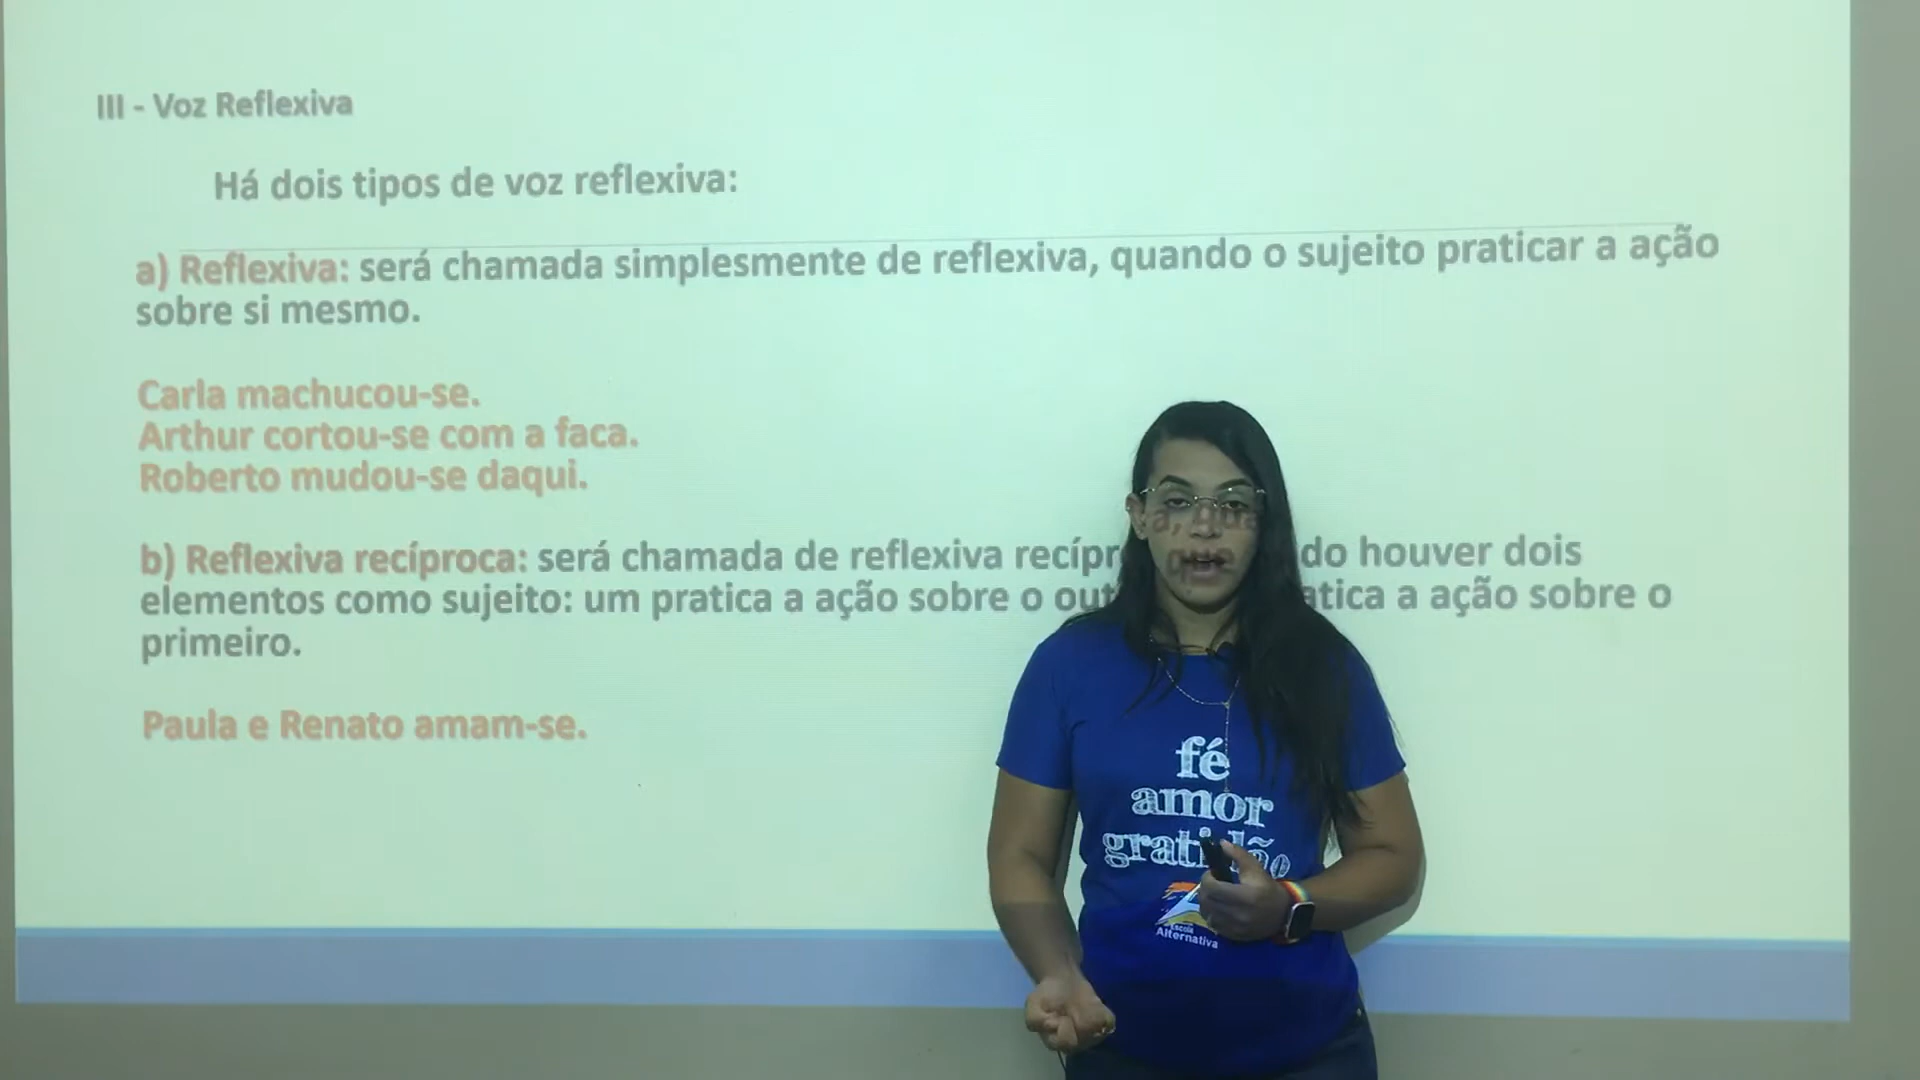 III - Voz Reflexiva
Há dois tipos de voz reflexiva:
a) Reflexiva: será chamada simplesmente de reflexiva, quando o sujeito praticar a ação
sobre si mesmo.
Carla machucou-se.
Arthur cortou-se com a faca.
Roberto mudou-se daqui.
b) Reflexiva recíproca: será chamada de reflexiva do houver dois
elementos como sujeito: um pratica a ação sobre o a ação sobre o
primeiro.
Paula e Renato amam-se.
fé
amor
gratidão
Escola
Alternativa